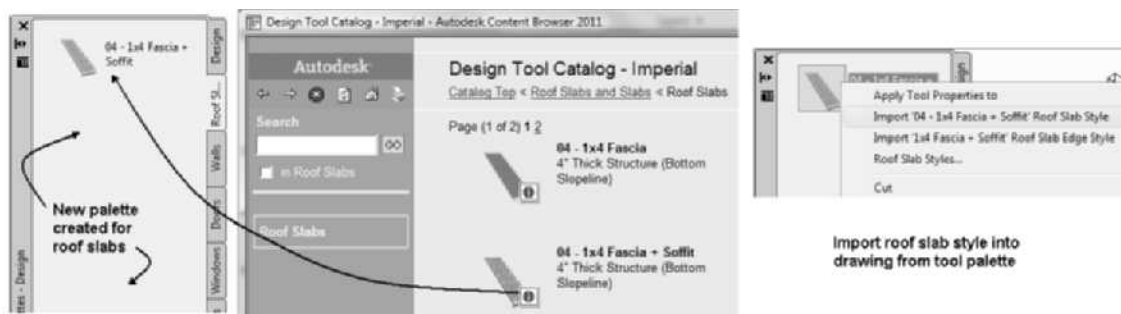 04 - 1x4 Fascia +
Soffit
Design
Roof Sl...
Walls
Doors
Windows
New palette
created for
roof slabs
Design Tool Catalog - Imperial - Autodesk Content Browser 2011
Autodesk
Search
in Roof Slabs
Roof Slabs
Design Tool Catalog - Imperial
Catalog Top < Roof Slabs and Slabs < Roof Slabs
Page (1 of 2) 1 2
04 - 1x4 Fascia
4" Thick Structure (Bottom
Slopeline)
04 - 1x4 Fascia + Soffit
4" Thick Structure (Bottom
Slopeline)
Apply Tool Properties to
Import '04 - 1x4 Fascia + Soffit' Roof Slab Style
Import '1x4 Fascia + Soffit' Roof Slab Edge Style
Roof Slab Styles...
Cut
Import roof slab style into
drawing from tool palette